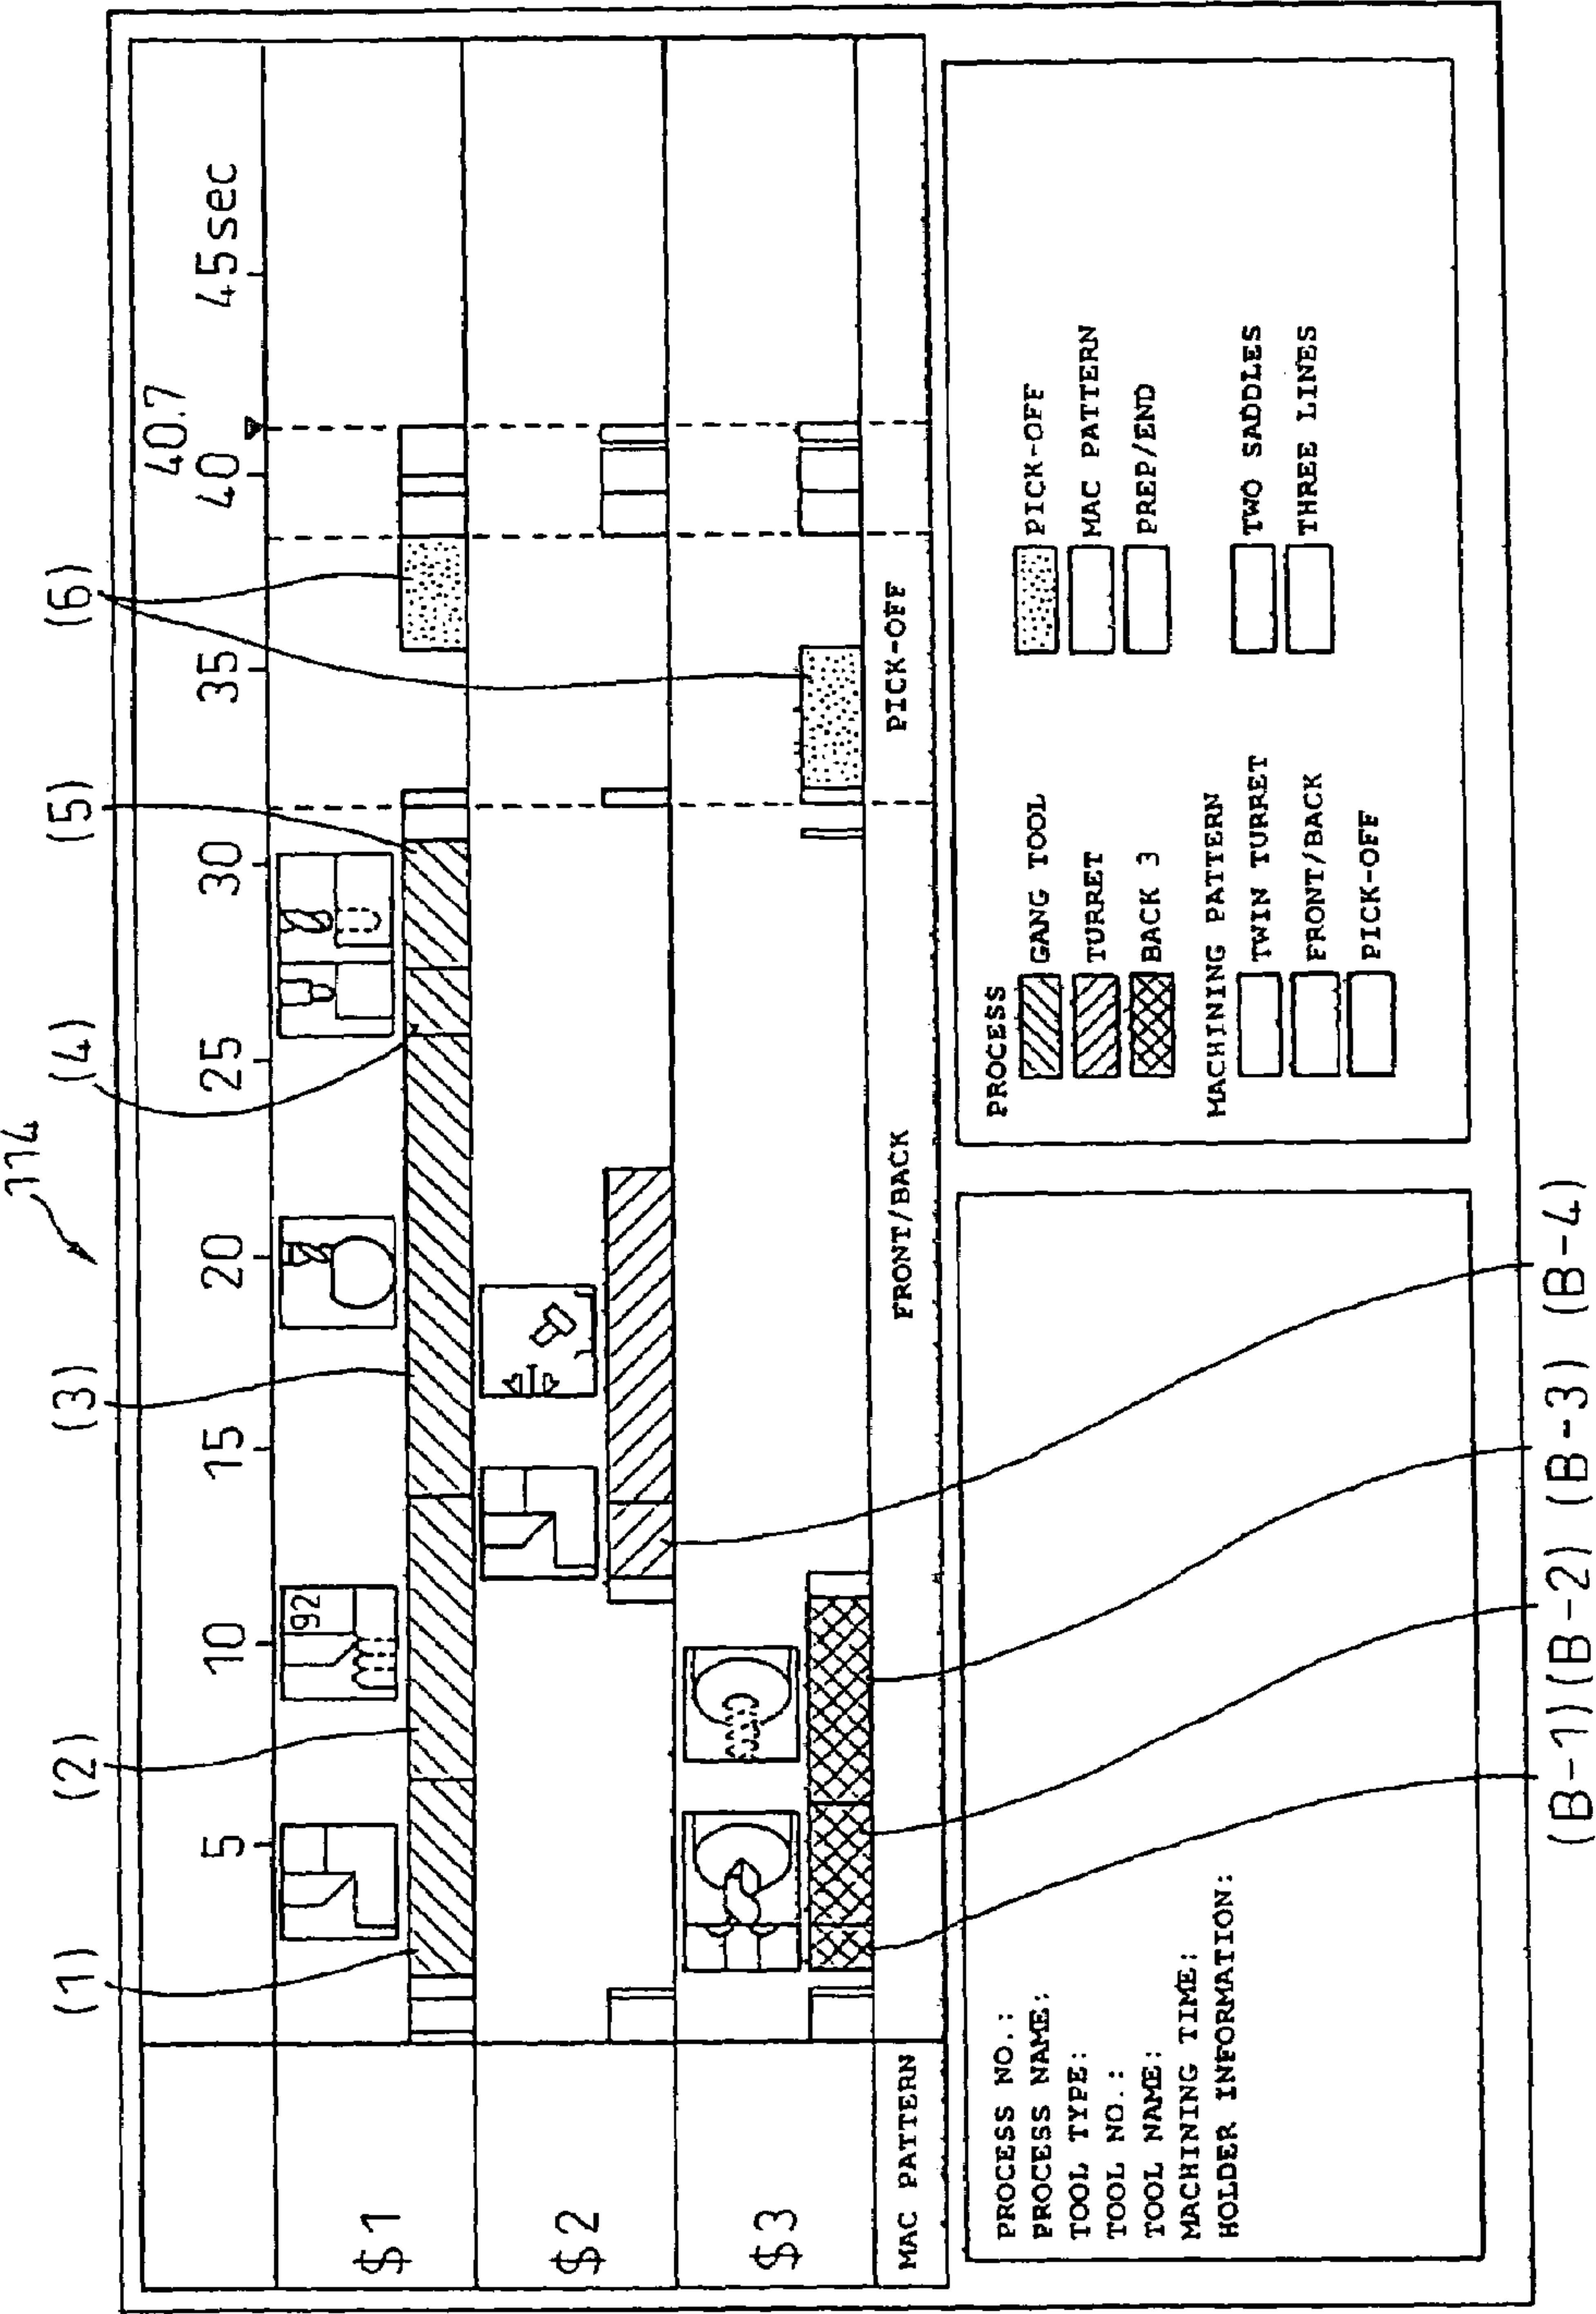 114
(1) (2) (3) (4) (5) (6)
40.7
5 10 15 20 25 30 35 40 45sec
$1
92
$2
$3
MAC PATTERN FRONT/BACK PICK-OFF
PROCESS NO.:
PROCESS NAME:
TOOL TYPE:
TOOL NO.:
TOOL NAME:
MACHINING TIME:
HOLDER INFORMATION:
PROCESS
GANG TOOL PICK-OFF
TURRET MAC PATTERN
BACK 3 PREP/END
MACHINING PATTERN
TWIN TURRET TWO SADDLES
FRONT/BACK THREE LINES
PICK-OFF
(B-1) (B-2) (B-3) (B-4)